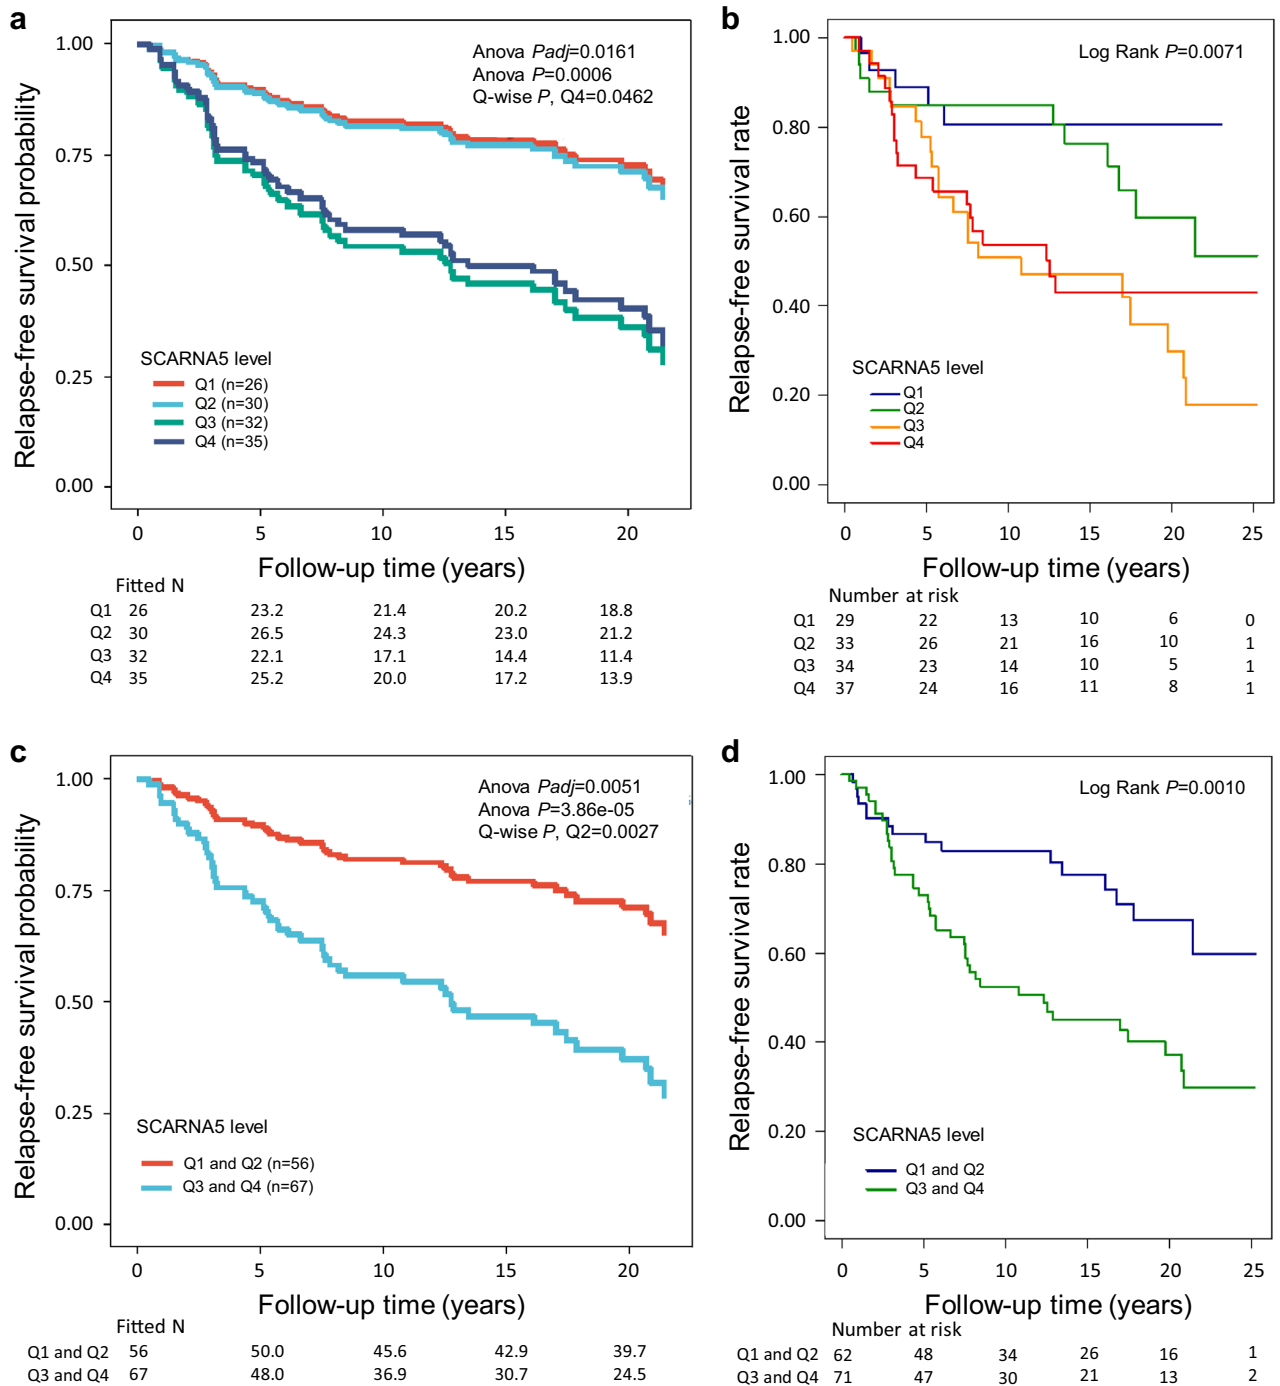 a
Relapse-free survival probability
1.00
0.75
0.50
0.25
0.00
Anova Padj=0.0161
Anova P=0.0006
Q-wise P, Q4=0.0462
SCARNA5 level
Q1 (n=26)
Q2 (n=30)
Q3 (n=32)
Q4 (n=35)
0 5 10 15 20
Follow-up time (years)
Fitted N
Q1 26 23.2 21.4 20.2 18.8
Q2 30 26.5 24.3 23.0 21.2
Q3 32 22.1 17.1 14.4 11.4
Q4 35 25.2 20.0 17.2 13.9
b
Relapse-free survival rate
1.00
0.80
0.60
0.40
0.20
0.00
Log Rank P=0.0071
SCARNA5 level
Q1
Q2
Q3
Q4
0 5 10 15 20 25
Follow-up time (years)
Number at risk
Q1 29 22 13 10 6 0
Q2 33 26 21 16 10 1
Q3 34 23 14 10 5 1
Q4 37 24 16 11 8 1
c
Relapse-free survival probability
1.00
0.75
0.50
0.25
0.00
Anova Padj=0.0051
Anova P=3.86e-05
Q-wise P, Q2=0.0027
SCARNA5 level
Q1 and Q2 (n=56)
Q3 and Q4 (n=67)
0 5 10 15 20
Follow-up time (years)
Fitted N
Q1 and Q2 56 50.0 45.6 42.9 39.7
Q3 and Q4 67 48.0 36.9 30.7 24.5
d
Relapse-free survival rate
1.00
0.80
0.60
0.40
0.20
0.00
Log Rank P=0.0010
SCARNA5 level
Q1 and Q2
Q3 and Q4
0 5 10 15 20 25
Follow-up time (years)
Number at risk
Q1 and Q2 62 48 34 26 16 1
Q3 and Q4 71 47 30 21 13 2